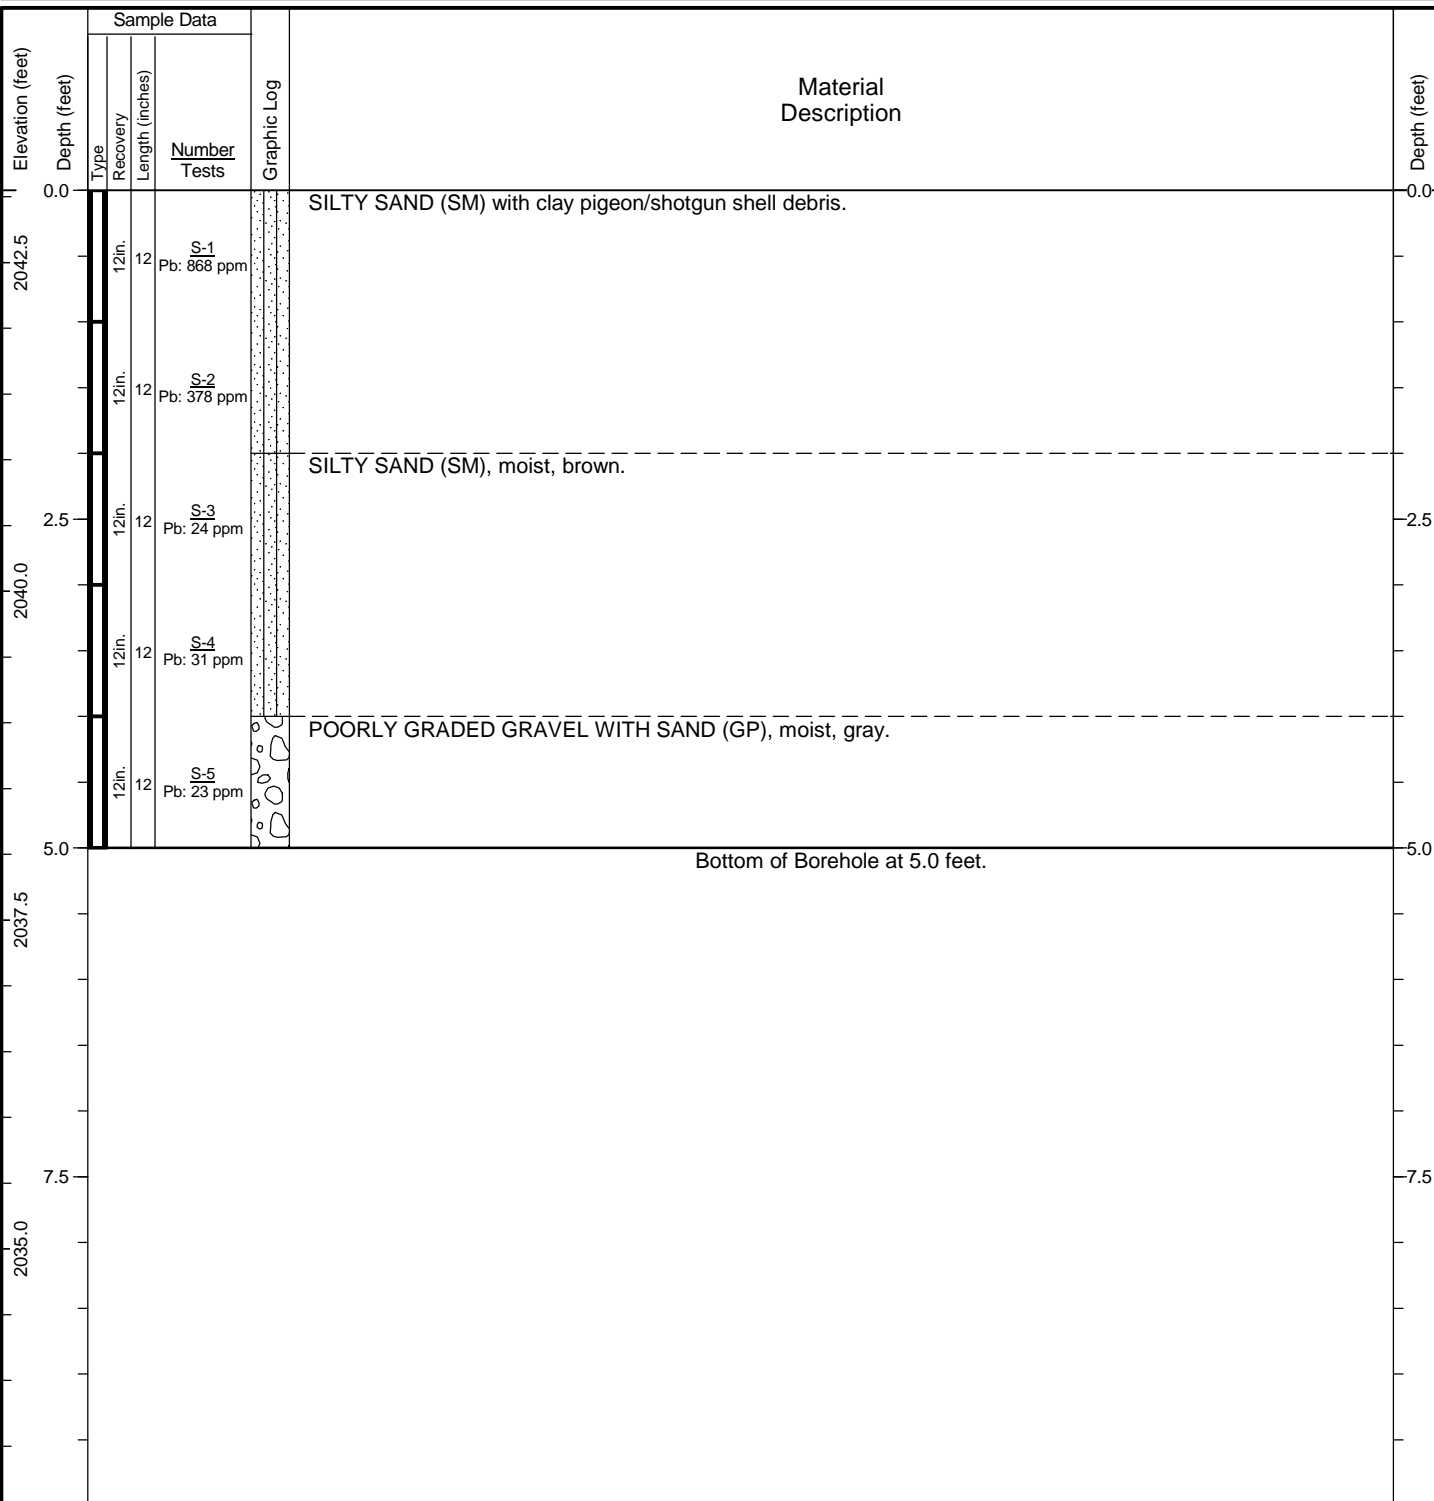 Sample Data
Elevation (feet)
Depth (feet)
Type
Recovery
Length (inches)
Number
Tests
Graphic Log
Material
Description
Depth (feet)
0.0
SILTY SAND (SM) with clay pigeon/shotgun shell debris.
0.0
2042.5
12in.
12
S-1
Pb: 868 ppm
12in.
12
S-2
Pb: 378 ppm
SILTY SAND (SM), moist, brown.
2.5
12in.
12
S-3
Pb: 24 ppm
2.5
2040.0
12in.
12
S-4
Pb: 31 ppm
POORLY GRADED GRAVEL WITH SAND (GP), moist, gray.
12in.
12
S-5
Pb: 23 ppm
5.0
5.0
Bottom of Borehole at 5.0 feet.
2037.5
7.5
7.5
2035.0